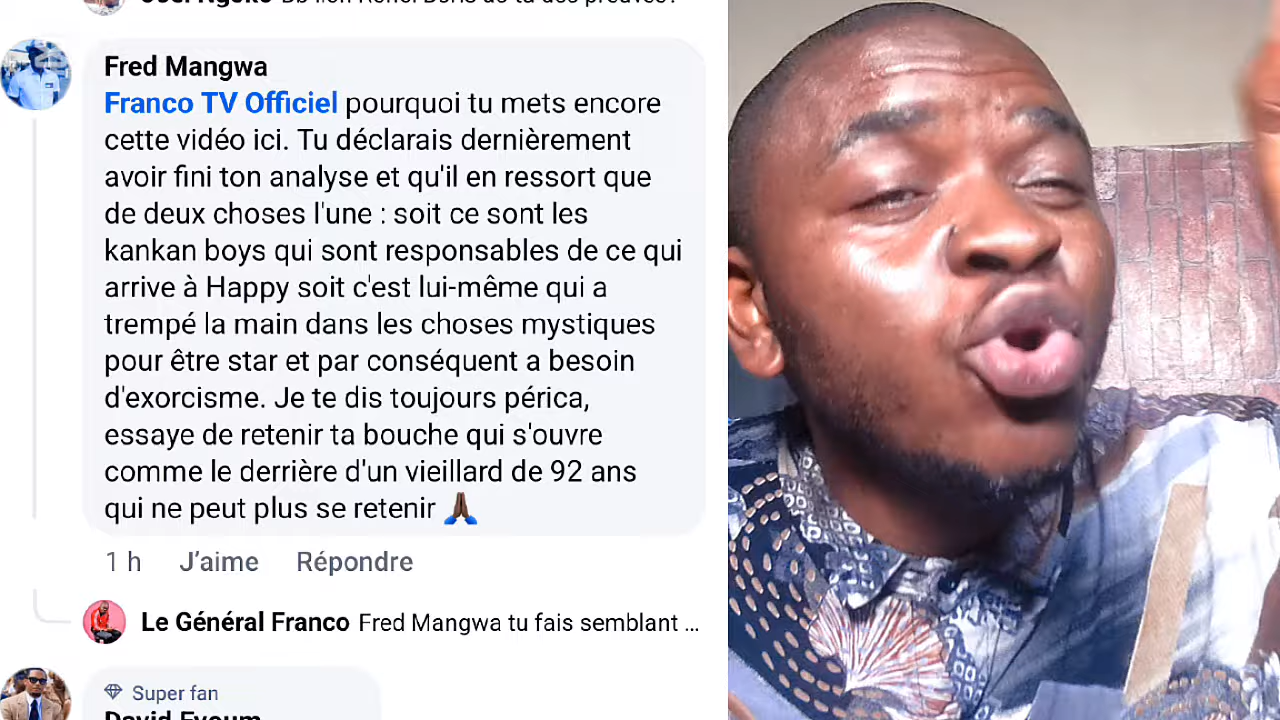 Fred Mangwa
Franco TV Officiel pourquoi tu mets encore
cette vidéo ici. Tu déclarais dernièrement
avoir fini ton analyse et qu'il en ressort que
de deux choses l'une : soit ce sont les
kankan boys qui sont responsables de ce qui
arrive à Happy soit c'est lui-même qui a
trempé la main dans les choses mystiques
pour être star et par conséquent a besoin
d'exorcisme. Je te dis toujours périca,
essaye de retenir ta bouche qui s'ouvre
comme le derrière d'un vieillard de 92 ans
qui ne peut plus se retenir 🙏🏿
1 h J’aime Répondre
Le Général Franco Fred Mangwa tu fais semblant ...
Super fan
David Eyoum